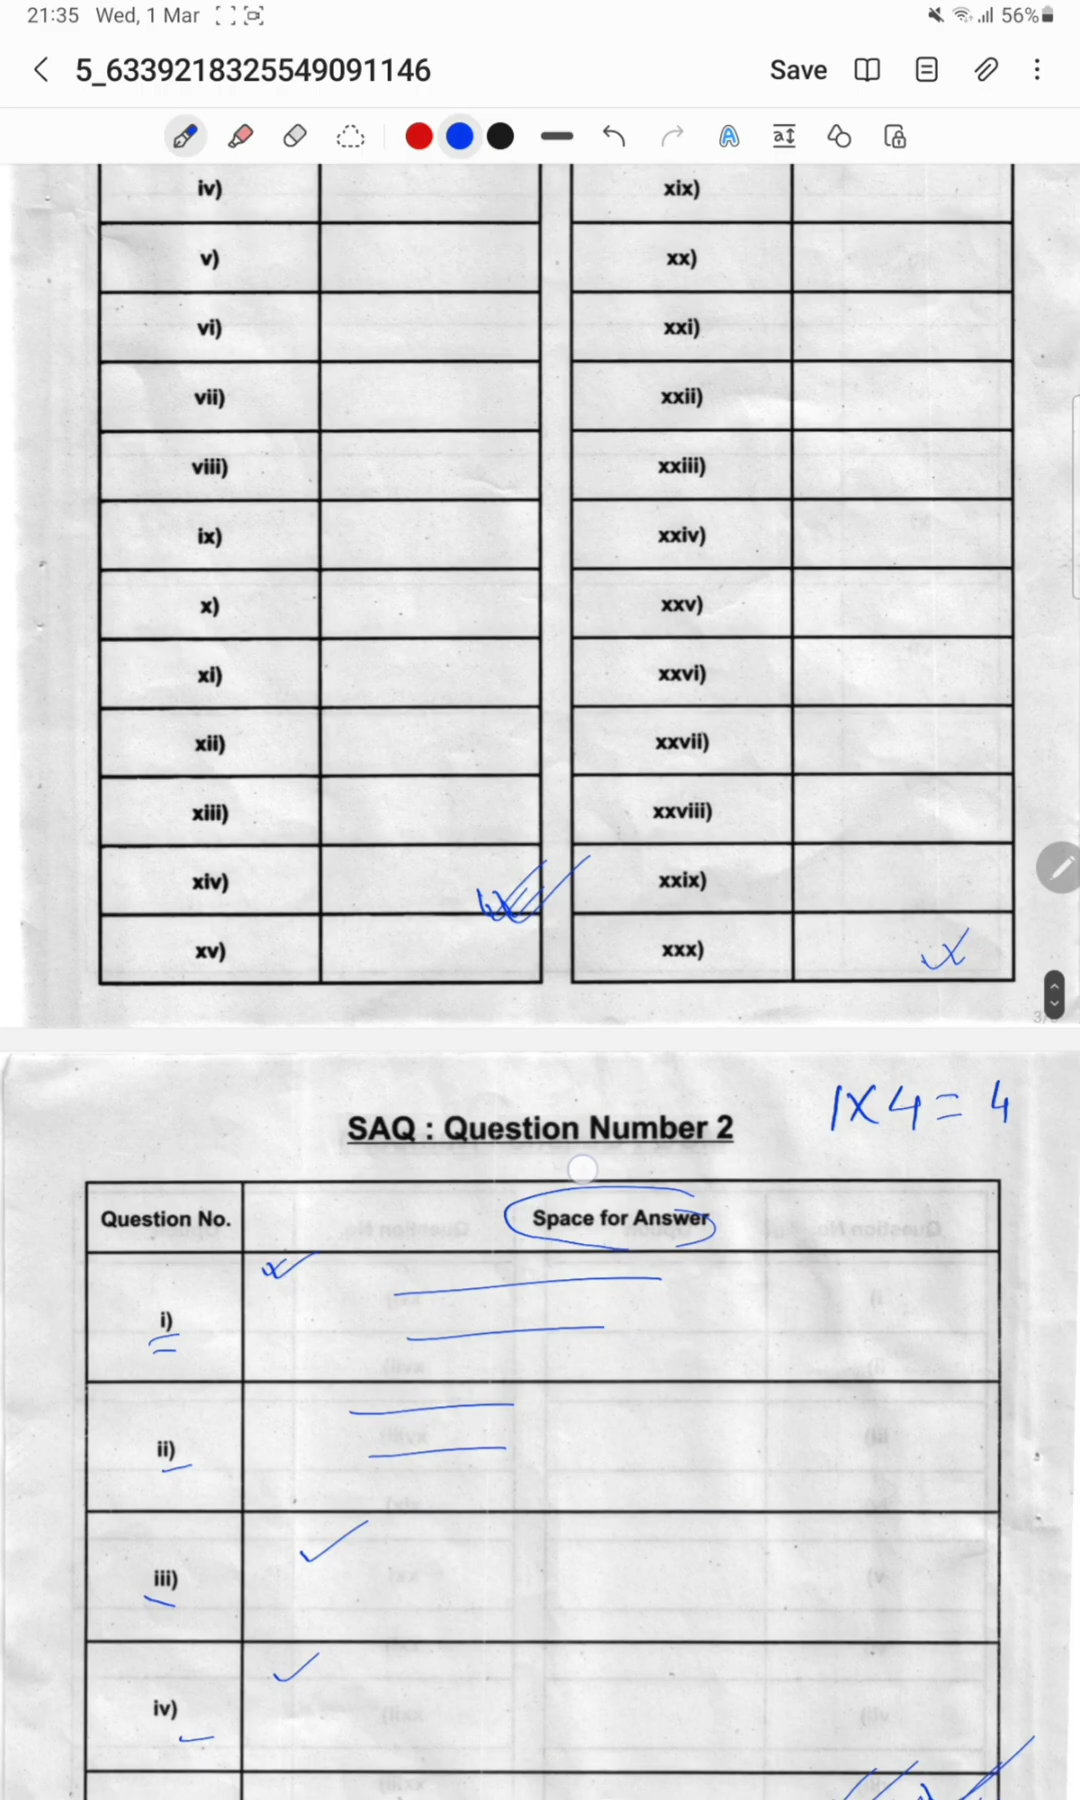 21:35 Wed, 1 Mar 56%
5_6339218325549091146 Save
iv) xix)
v) xx)
vi) xxi)
vii) xxii)
viii) xxiii)
ix) xxiv)
x) xxv)
xi) xxvi)
xii) xxvii)
xiii) xxviii)
xiv) xxix)
xv) xxx)
1X4=4
SAQ : Question Number 2
Question No. Space for Answer
i)
ii)
iii)
iv)